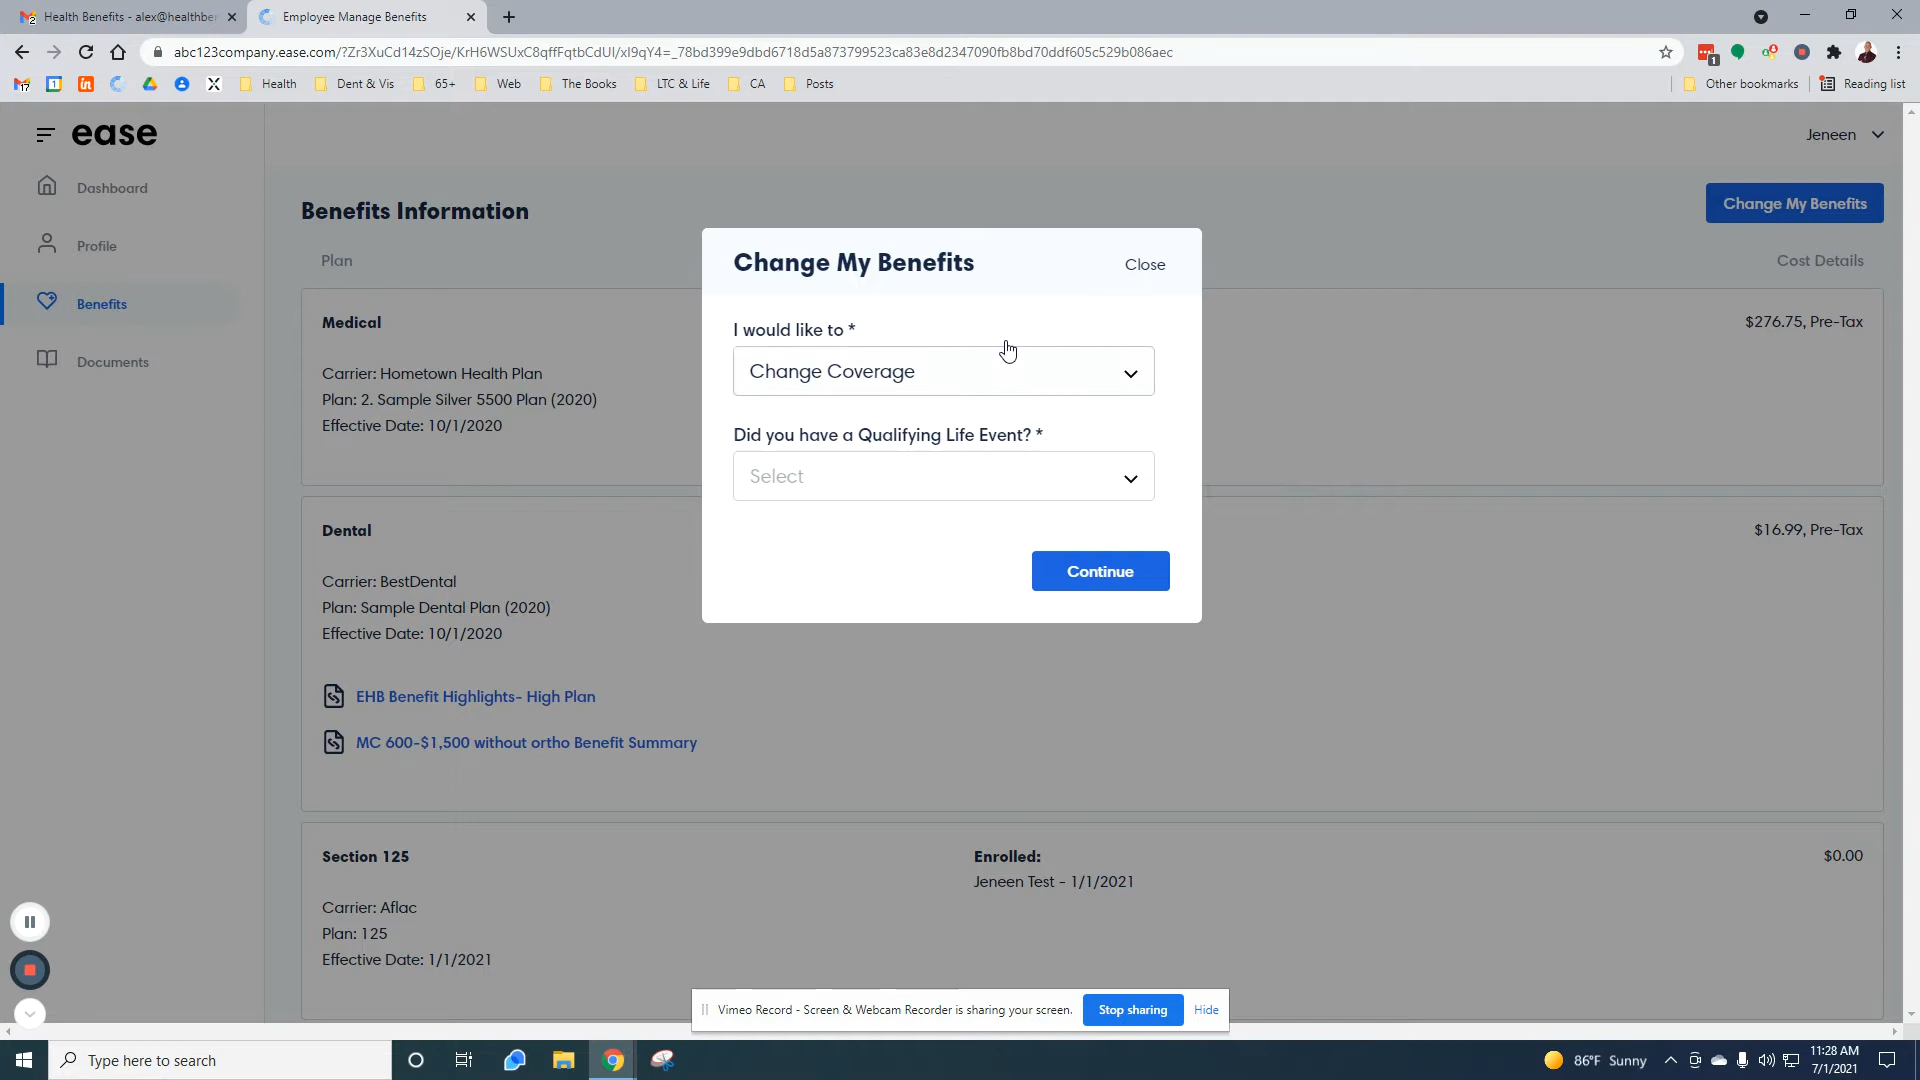 Health Benefits - alex@healthber
Employee Manage Benefits
abc123company.ease.com/?Zr3XuCd14zSOje/KrH6WSUxC8qffFqtbCdUI/xI9qY4=_78bd399e9dbd6718d5a873799523ca83e8d2347090fb8bd70ddf605c529b086aec
1
17
1
Health
Dent & Vis
65+
Web
The Books
LTC & Life
CA
Posts
Other bookmarks
Reading list
ease
Jeneen
Dashboard
Profile
Benefits
Documents
Benefits Information
Change My Benefits
Plan
Cost Details
Medical
$276.75, Pre-Tax
Carrier: Hometown Health Plan
Plan: 2. Sample Silver 5500 Plan (2020)
Effective Date: 10/1/2020
Change My Benefits
Close
I would like to *
Change Coverage
Did you have a Qualifying Life Event? *
Select
Continue
Dental
$16.99, Pre-Tax
Carrier: BestDental
Plan: Sample Dental Plan (2020)
Effective Date: 10/1/2020
EHB Benefit Highlights- High Plan
MC 600-$1,500 without ortho Benefit Summary
Section 125
Enrolled:
$0.00
Jeneen Test - 1/1/2021
Carrier: Aflac
Plan: 125
Effective Date: 1/1/2021
Vimeo Record - Screen & Webcam Recorder is sharing your screen.
Stop sharing
Hide
Type here to search
86°F Sunny
11:28 AM
7/1/2021